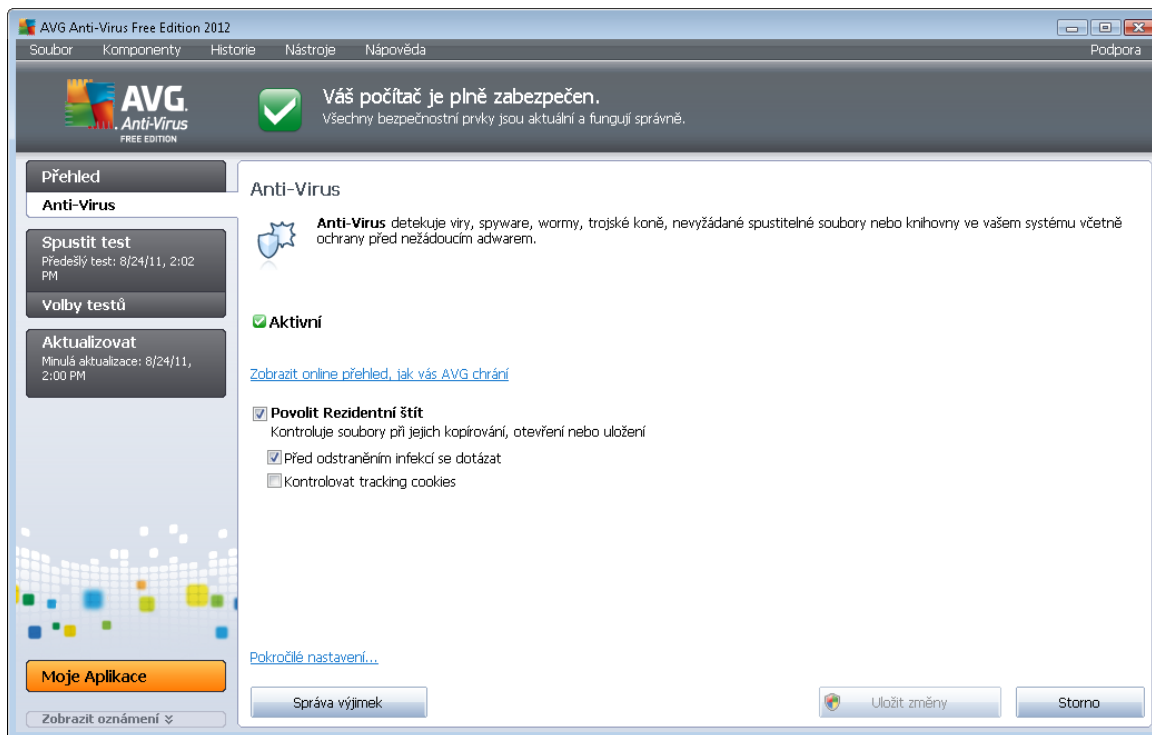 AVG Anti-Virus Free Edition 2012
Soubor Komponenty Historie Nástroje Nápověda Podpora
AVG.
Anti-Virus
FREE EDITION
Váš počítač je plně zabezpečen.
Všechny bezpečnostní prvky jsou aktuální a fungují správně.
Přehled
Anti-Virus
Spustit test
Předešlý test: 8/24/11, 2:02
PM
Volby testů
Aktualizovat
Minulá aktualizace: 8/24/11,
2:00 PM
Moje Aplikace
Zobrazit oznámení
Anti-Virus
Anti-Virus detekuje viry, spyware, wormy, trojské koně, nevyžádané spustitelné soubory nebo knihovny ve vašem systému včetně
ochrany před nežádoucím adwarem.
Aktivní
Zobrazit online přehled, jak vás AVG chrání
Povolit Rezidentní štít
Kontroluje soubory při jejich kopírování, otevření nebo uložení
Před odstraněním infekcí se dotázat
Kontrolovat tracking cookies
Pokročilé nastavení...
Správa výjimek
Uložit změny
Storno